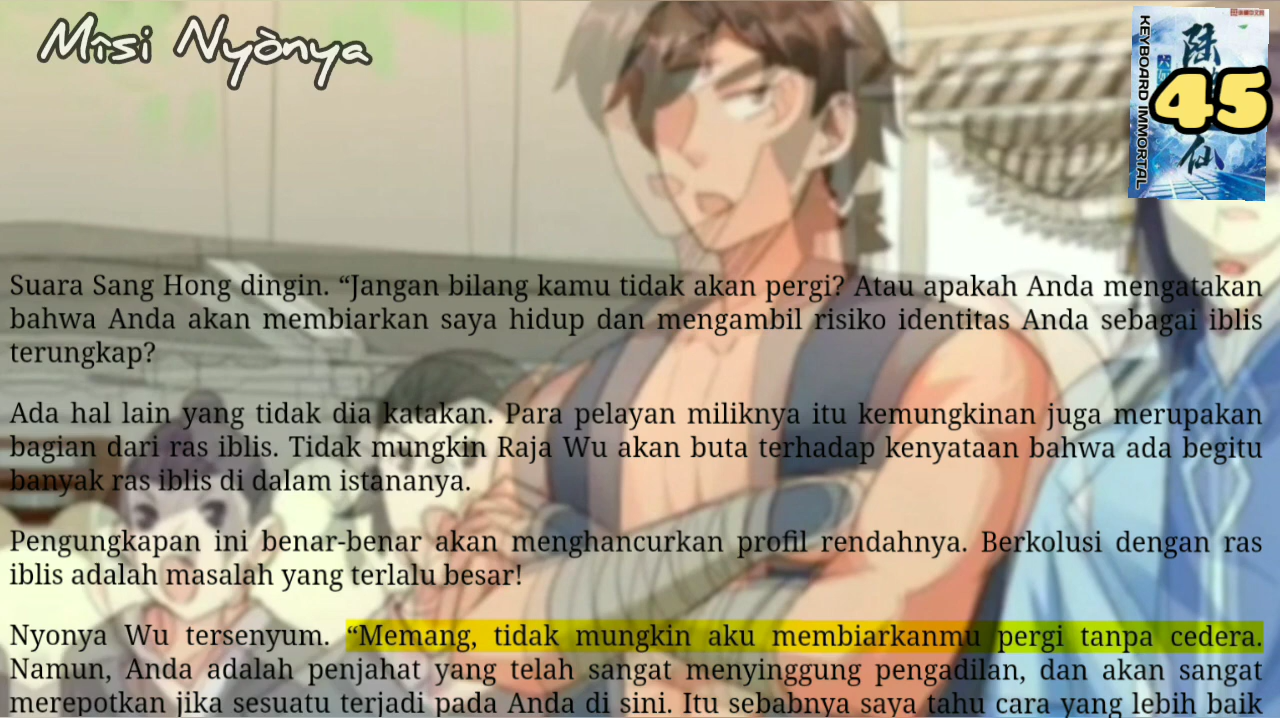 Mîsi Nyònya
KEYBOARD IMMORTAL
45
Suara Sang Hong dingin. “Jangan bilang kamu tidak akan pergi? Atau apakah Anda mengatakan
bahwa Anda akan membiarkan saya hidup dan mengambil risiko identitas Anda sebagai iblis
terungkap?
Ada hal lain yang tidak dia katakan. Para pelayan miliknya itu kemungkinan juga merupakan
bagian dari ras iblis. Tidak mungkin Raja Wu akan buta terhadap kenyataan bahwa ada begitu
banyak ras iblis di dalam istananya.
Pengungkapan ini benar-benar akan menghancurkan profil rendahnya. Berkolusi dengan ras
iblis adalah masalah yang terlalu besar!
Nyonya Wu tersenyum. “Memang, tidak mungkin aku membiarkanmu pergi tanpa cedera.
Namun, Anda adalah penjahat yang telah sangat menyinggung pengadilan, dan akan sangat
merepotkan jika sesuatu terjadi pada Anda di sini. Itu sebabnya saya tahu cara yang lebih baik